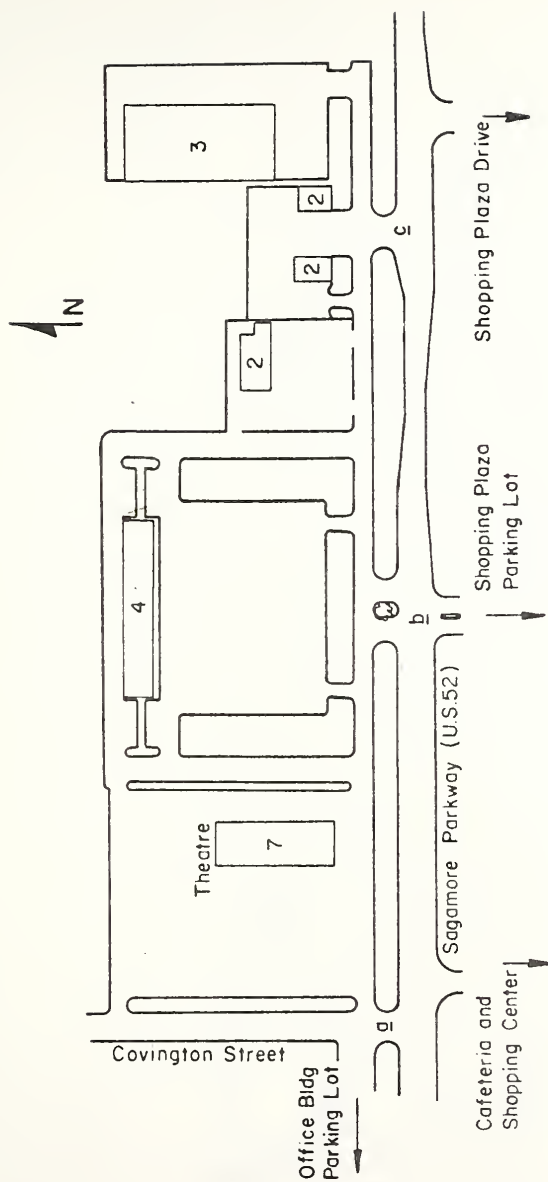 N
3
2
2
2
4
Theatre
7
Covington Street
Office Bldg
Parking Lot
a
b
c
Sagamore Parkway (U.S.52)
Cafeteria and
Shopping Center
Shopping Plaza
Parking Lot
Shopping Plaza Drive